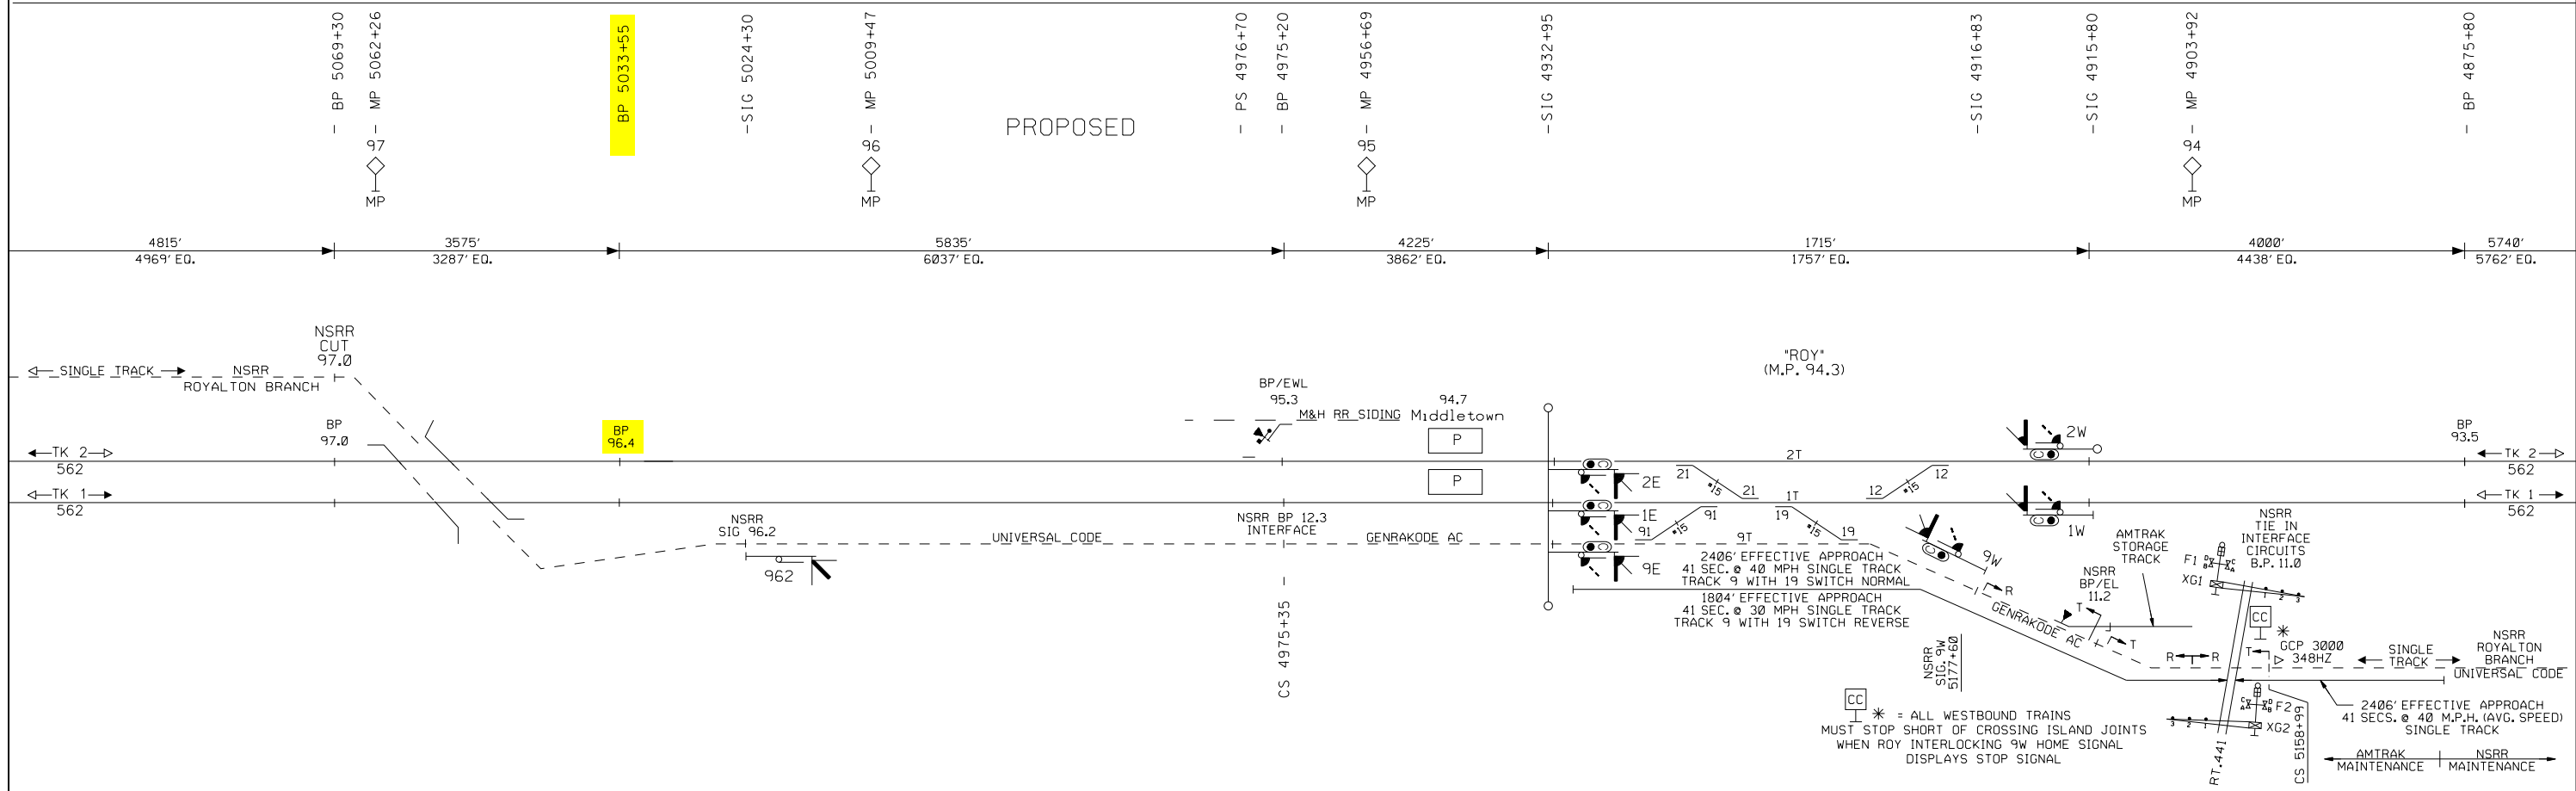 BP 5069+30
MP 5062+26
BP 5033+55
SIG 5024+30
MP 5009+47
PS 4976+70
BP 4975+20
MP 4956+69
SIG 4932+95
SIG 4916+83
SIG 4915+80
MP 4903+92
BP 4875+80
PROPOSED
97
MP
96
MP
95
MP
94
MP
4815'
4969' EQ.
3575'
3287' EQ.
5835'
6037' EQ.
4225'
3862' EQ.
1715'
1757' EQ.
4000'
4438' EQ.
5740'
5762' EQ.
NSRR
CUT
97.0
SINGLE TRACK
NSRR
ROYALTON BRANCH
"ROY"
(M.P. 94.3)
BP/EWL
95.3
M&H RR SIDING
94.7
Middletown
P
P
BP
97.0
BP
96.4
BP
93.5
TK 2
562
TK 1
562
TK 2
562
TK 1
562
2T
1T
9T
2E
1E
9E
2W
1W
9W
21
21
#15
12
12
#15
91
91
#15
19
19
#15
NSRR
SIG 96.2
962
UNIVERSAL CODE
NSRR BP 12.3
INTERFACE
GENRAKODE AC
CS 4975+35
2406' EFFECTIVE APPROACH
41 SEC. @ 40 MPH SINGLE TRACK
TRACK 9 WITH 19 SWITCH NORMAL
1804' EFFECTIVE APPROACH
41 SEC. @ 30 MPH SINGLE TRACK
TRACK 9 WITH 19 SWITCH REVERSE
R
GENRAKODE AC
NSRR
SIG. 9W
5177+60
NSRR
BP/EL
11.2
T
T
AMTRAK
STORAGE
TRACK
NSRR
TIE IN
INTERFACE
CIRCUITS
B.P. 11.0
F1
D
B
C
A
XG1
1
2
3
CC
*
GCP 3000
348HZ
R
R
T
SINGLE
TRACK
NSRR
ROYALTON
BRANCH
UNIVERSAL CODE
C
A
D
B
F2
XG2
3
2
1
RT.441
CS 5158+99
2406' EFFECTIVE APPROACH
41 SECS. @ 40 M.P.H. (AVG. SPEED)
SINGLE TRACK
AMTRAK
MAINTENANCE
NSRR
MAINTENANCE
CC
* = ALL WESTBOUND TRAINS
MUST STOP SHORT OF CROSSING ISLAND JOINTS
WHEN ROY INTERLOCKING 9W HOME SIGNAL
DISPLAYS STOP SIGNAL